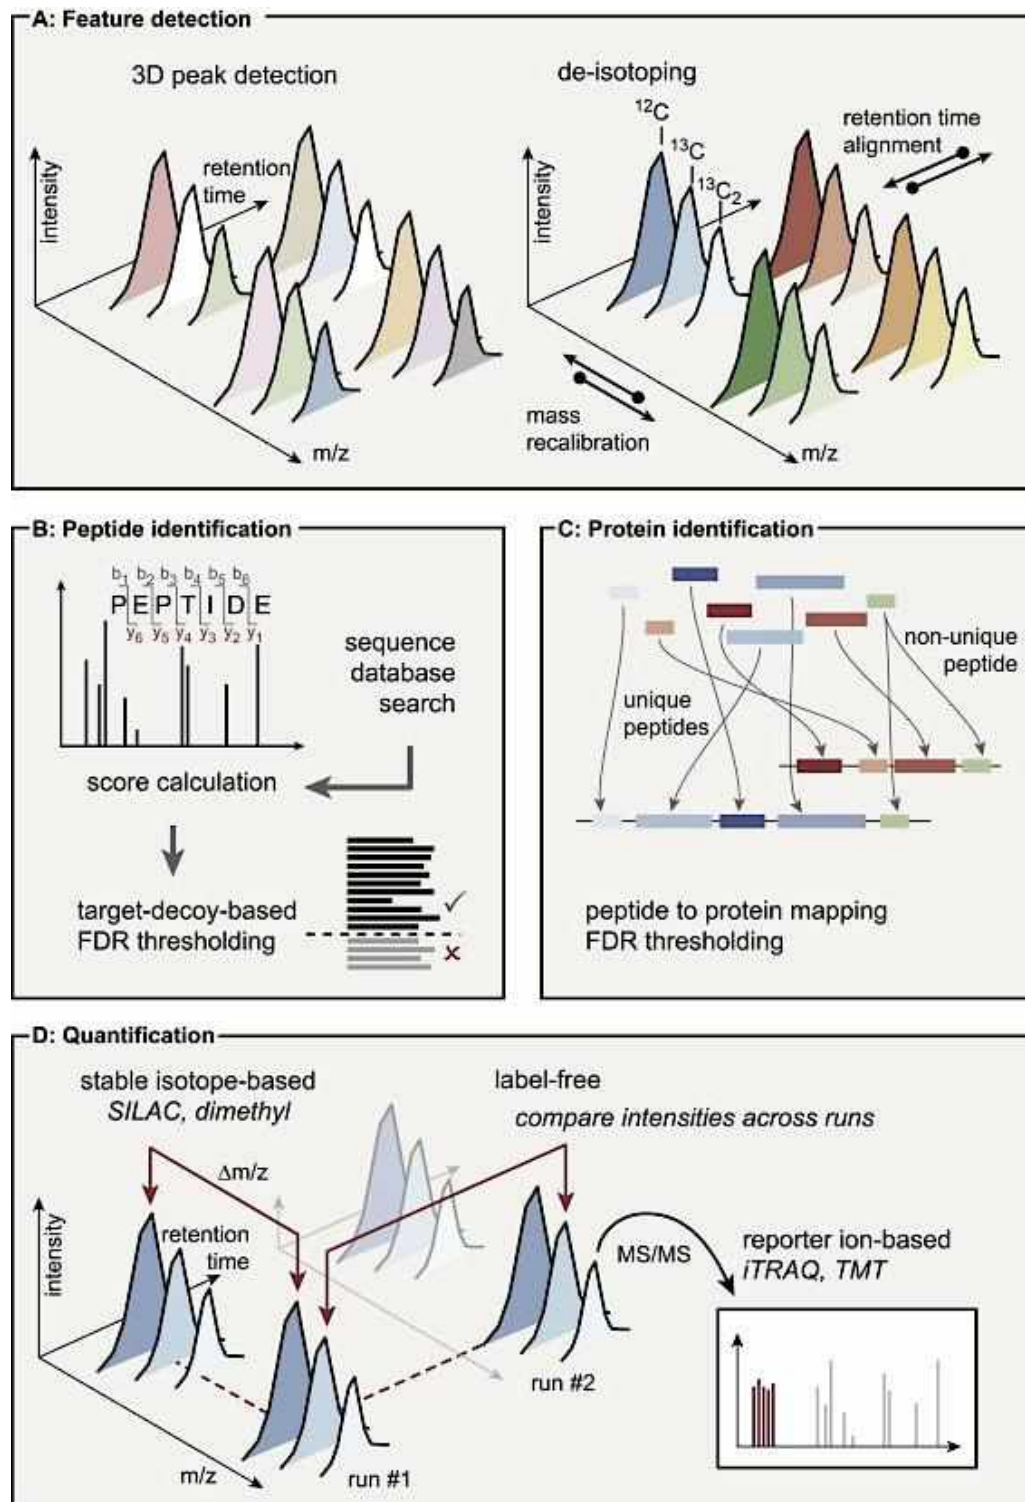 A: Feature detection
3D peak detection
de-isotoping
intensity
retention
time
m/z
¹²C
¹³C
¹³C₂
retention time
alignment
intensity
mass
recalibration
m/z
B: Peptide identification
b₁ b₂ b₃ b₄ b₅ b₆
PEPTIDE
y₆ y₅ y₄ y₃ y₂ y₁
sequence
database
search
score calculation
target-decoy-based
FDR thresholding
C: Protein identification
non-unique
peptide
unique
peptides
peptide to protein mapping
FDR thresholding
D: Quantification
stable isotope-based
SILAC, dimethyl
label-free
compare intensities across runs
Δm/z
intensity
retention
time
MS/MS
reporter ion-based
iTRAQ, TMT
run #2
m/z
run #1